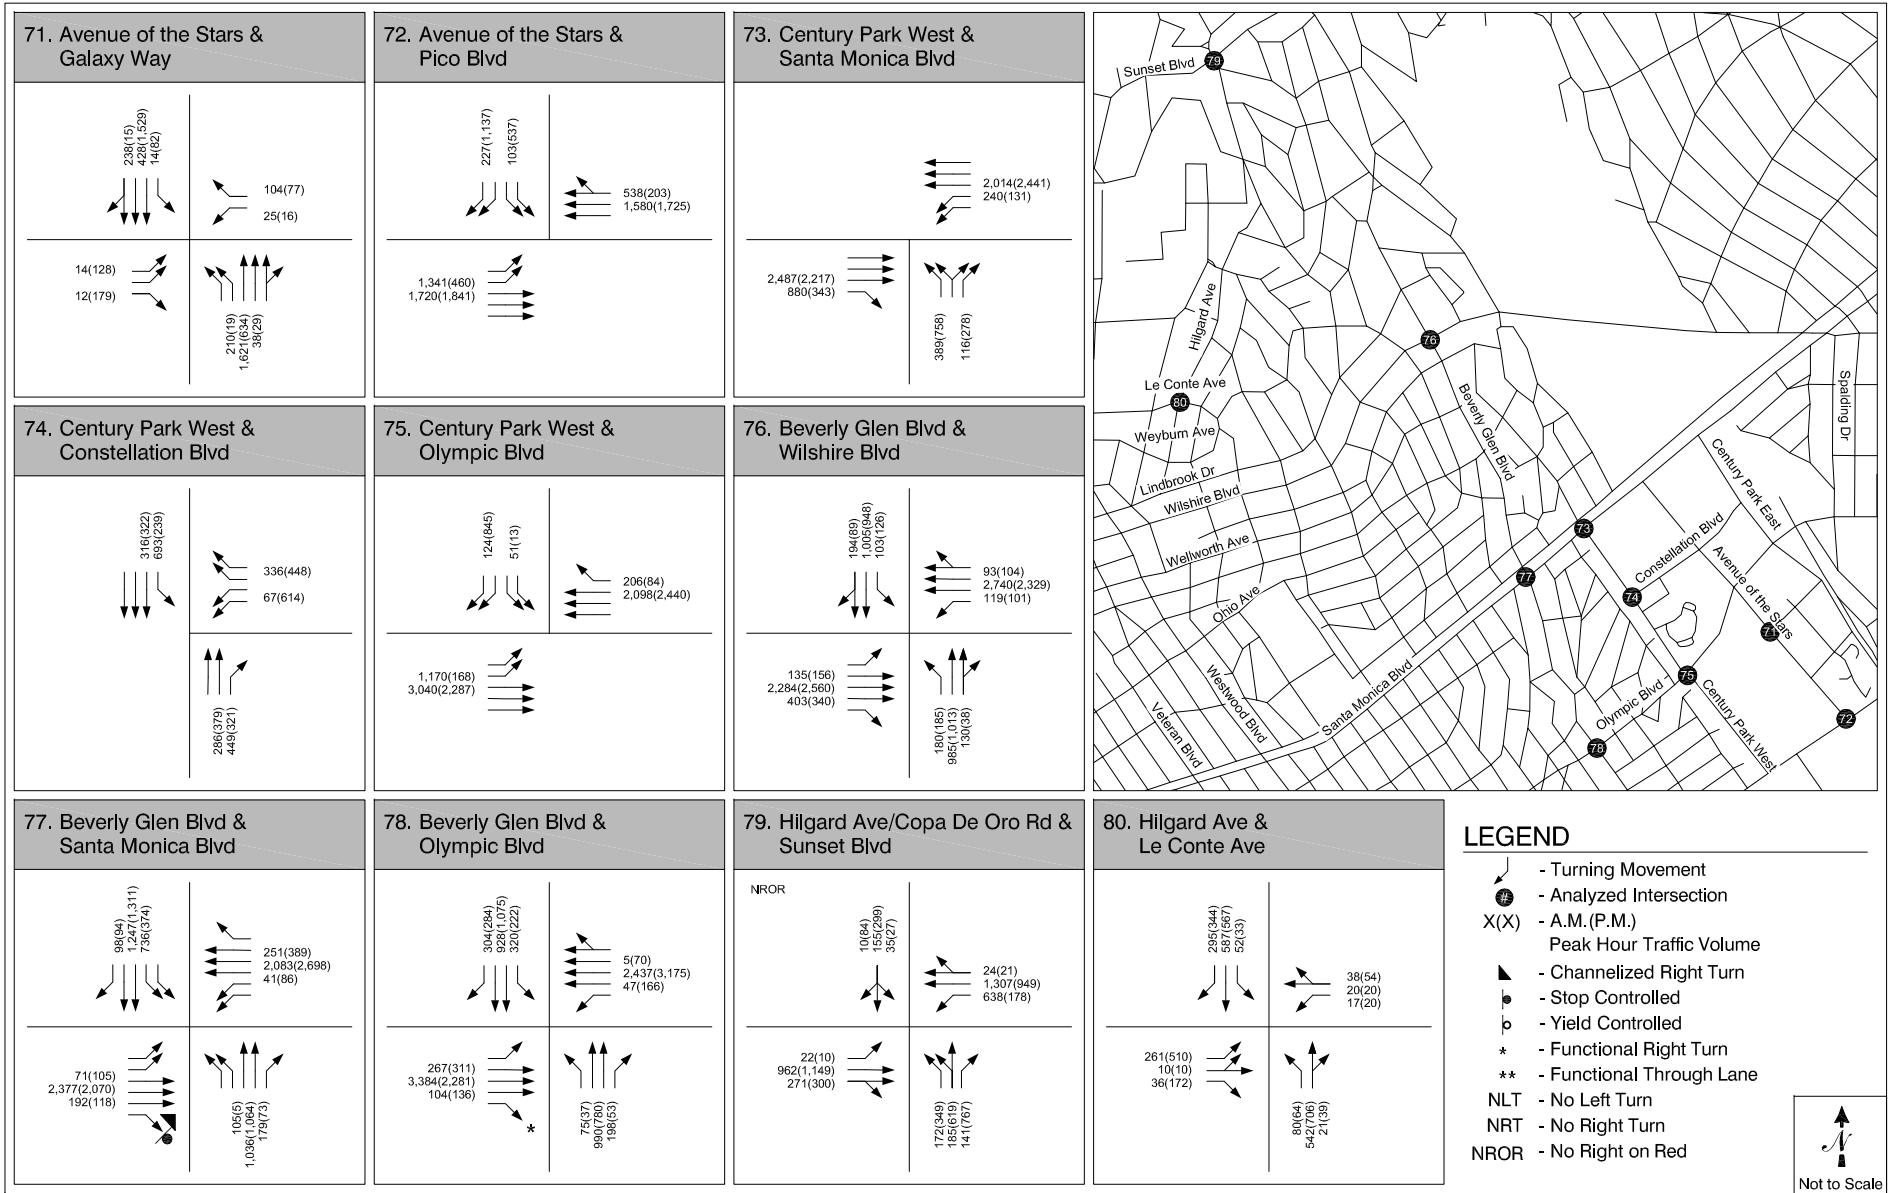 71. Avenue of the Stars &
Galaxy Way
238(15)
428(1,529)
14(82)
104(77)
25(16)
14(128)
12(179)
210(19)
1,621(634)
38(29)
72. Avenue of the Stars &
Pico Blvd
227(1,137)
103(537)
538(203)
1,580(1,725)
1,341(460)
1,720(1,841)
73. Century Park West &
Santa Monica Blvd
2,014(2,441)
240(131)
2,487(2,217)
880(343)
389(758)
116(278)
74. Century Park West &
Constellation Blvd
316(322)
693(239)
336(448)
67(614)
286(379)
449(321)
75. Century Park West &
Olympic Blvd
124(845)
51(13)
206(84)
2,098(2,440)
1,170(168)
3,040(2,287)
76. Beverly Glen Blvd &
Wilshire Blvd
194(89)
1,005(948)
103(126)
93(104)
2,740(2,329)
119(101)
135(156)
2,284(2,560)
403(340)
180(185)
985(1,013)
130(38)
77. Beverly Glen Blvd &
Santa Monica Blvd
98(94)
1,247(1,311)
736(374)
251(389)
2,083(2,698)
41(86)
71(105)
2,377(2,070)
192(118)
105(5)
1,036(1,064)
179(73)
78. Beverly Glen Blvd &
Olympic Blvd
304(284)
928(1,075)
320(222)
5(70)
2,437(3,175)
47(166)
267(311)
3,384(2,281)
104(136)
*
75(37)
990(780)
198(53)
79. Hilgard Ave/Copa De Oro Rd &
Sunset Blvd
NROR
10(84)
155(299)
35(27)
24(21)
1,307(949)
638(178)
22(10)
962(1,149)
271(300)
172(349)
185(619)
141(767)
80. Hilgard Ave &
Le Conte Ave
295(344)
587(567)
52(33)
38(54)
20(20)
17(20)
261(510)
10(10)
36(172)
80(64)
542(706)
21(39)
Sunset Blvd
79
Hilgard Ave
76
Le Conte Ave
80
Weyburn Ave
Beverly Glen Blvd
Spalding Dr
Lindbrook Dr
Wilshire Blvd
Century Park East
Wellworth Ave
73
Constellation Blvd
77
Avenue of the Stars
74
Ohio Ave
71
Westwood Blvd
Santa Monica Blvd
75
Olympic Blvd
Century Park West
Veteran Blvd
72
78
LEGEND
- Turning Movement
# - Analyzed Intersection
X(X) - A.M.(P.M.)
Peak Hour Traffic Volume
- Channelized Right Turn
- Stop Controlled
- Yield Controlled
* - Functional Right Turn
** - Functional Through Lane
NLT - No Left Turn
NRT - No Right Turn
NROR - No Right on Red
N
Not to Scale